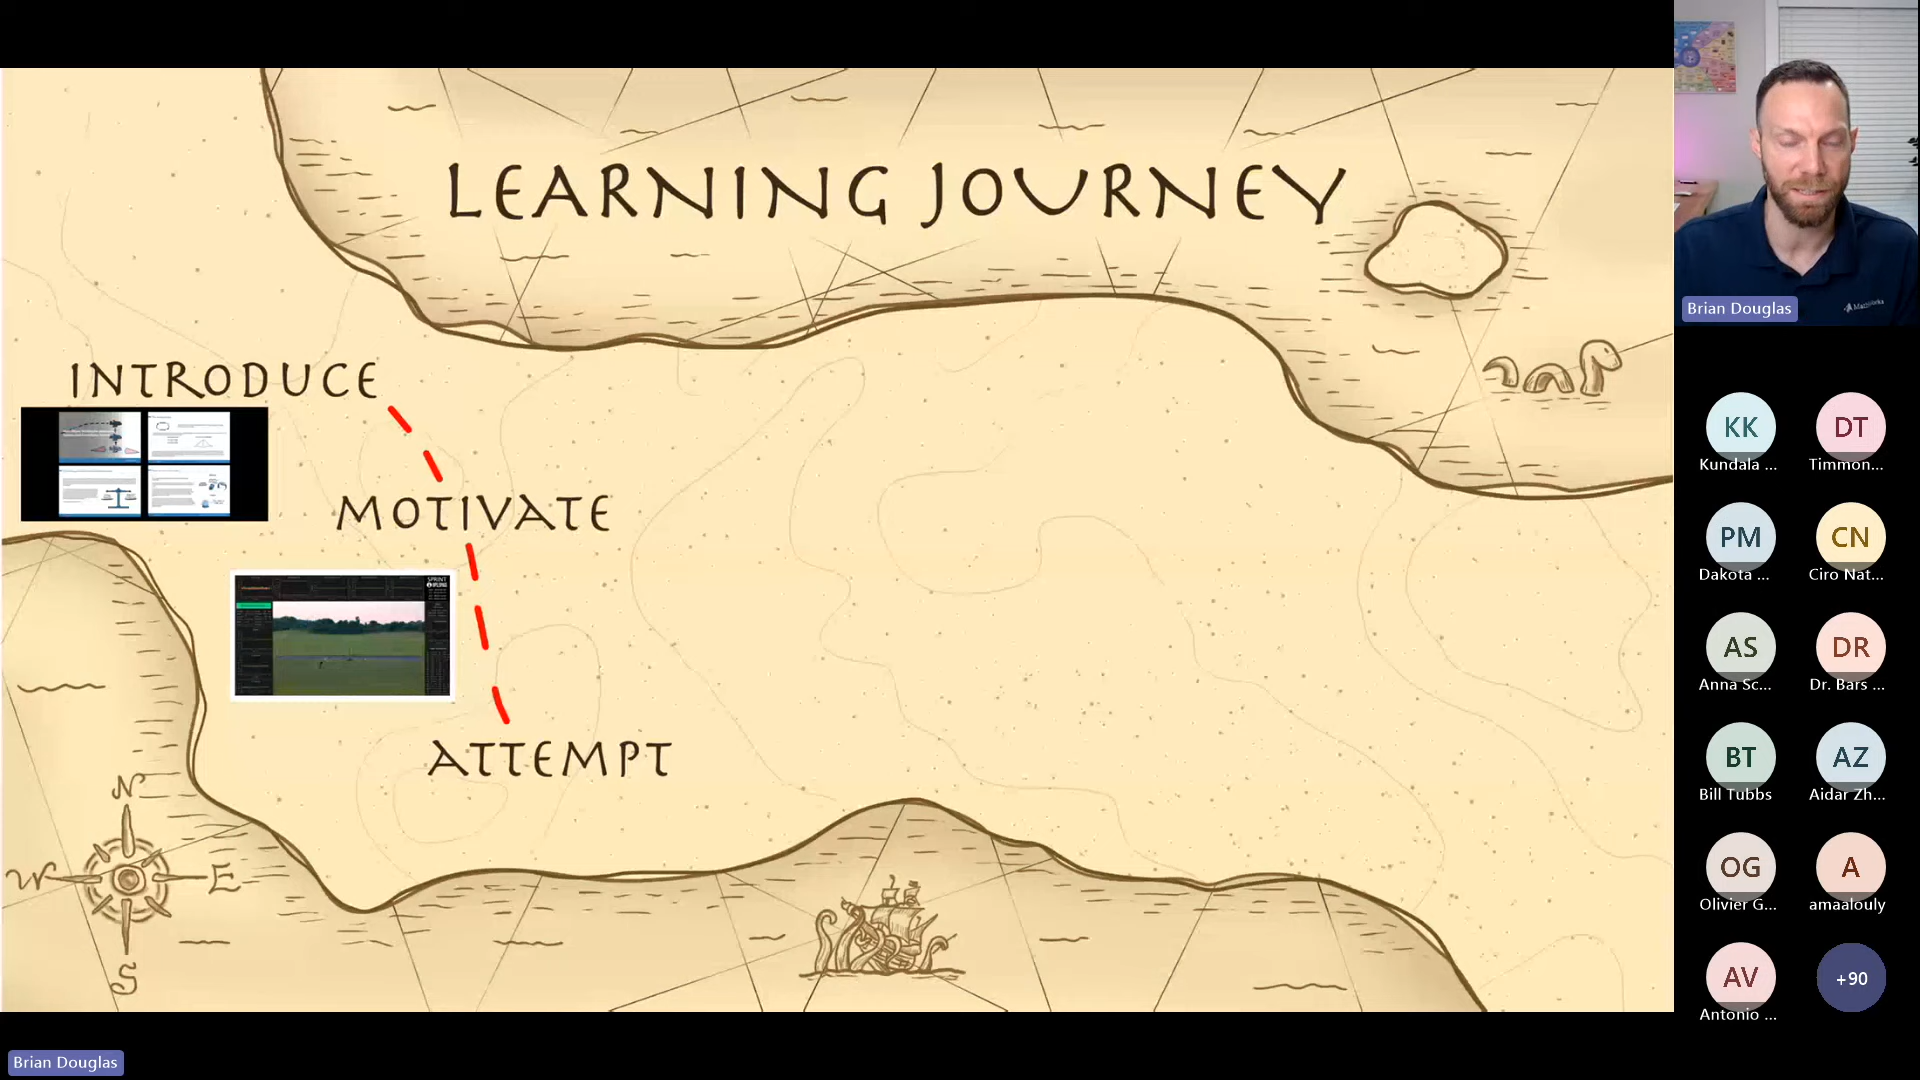 LEARNING JOURNEY
INTRODUCE
MOTIVATE
ATTEMPT
N
W
E
S
Brian Douglas
MathWorks
KK
Kundala ...
DT
Timmon...
PM
Dakota ...
CN
Ciro Nat...
AS
Anna Sc...
DR
Dr. Bars ...
BT
Bill Tubbs
AZ
Aidar Zh...
OG
Olivier G...
A
amaalouly
AV
Antonio ...
+90
Brian Douglas